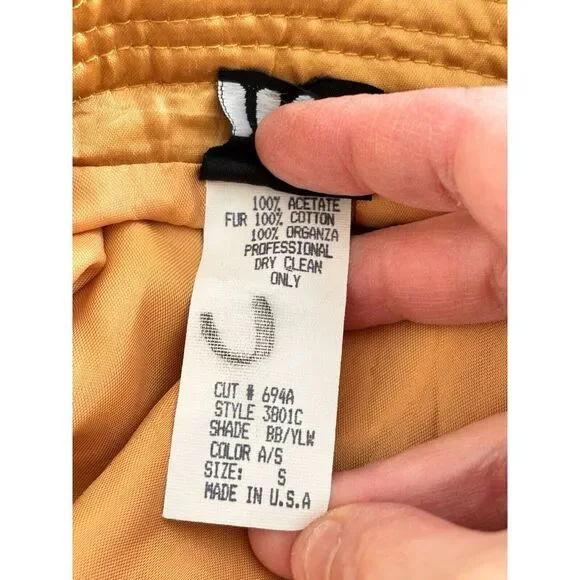 100% ACETATE
FUR 100% COTTON
100% ORGANZA
PROFESSIONAL
DRY CLEAN
ONLY
CUT # 694A
STYLE 3801C
SHADE BB/YLW
COLOR A/S
SIZE: S
MADE IN U.S.A